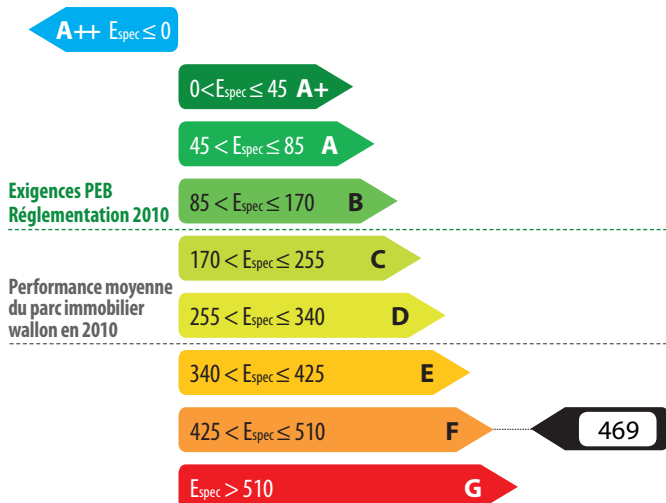 A++ Espec ≤ 0
0<Espec ≤ 45 A+
45 < Espec ≤ 85 A
Exigences PEB
Réglementation 2010
85 < Espec ≤ 170 B
170 < Espec ≤ 255 C
Performance moyenne
du parc immobilier
wallon en 2010
255 < Espec ≤ 340 D
340 < Espec ≤ 425 E
425 < Espec ≤ 510 F
469
Espec > 510 G